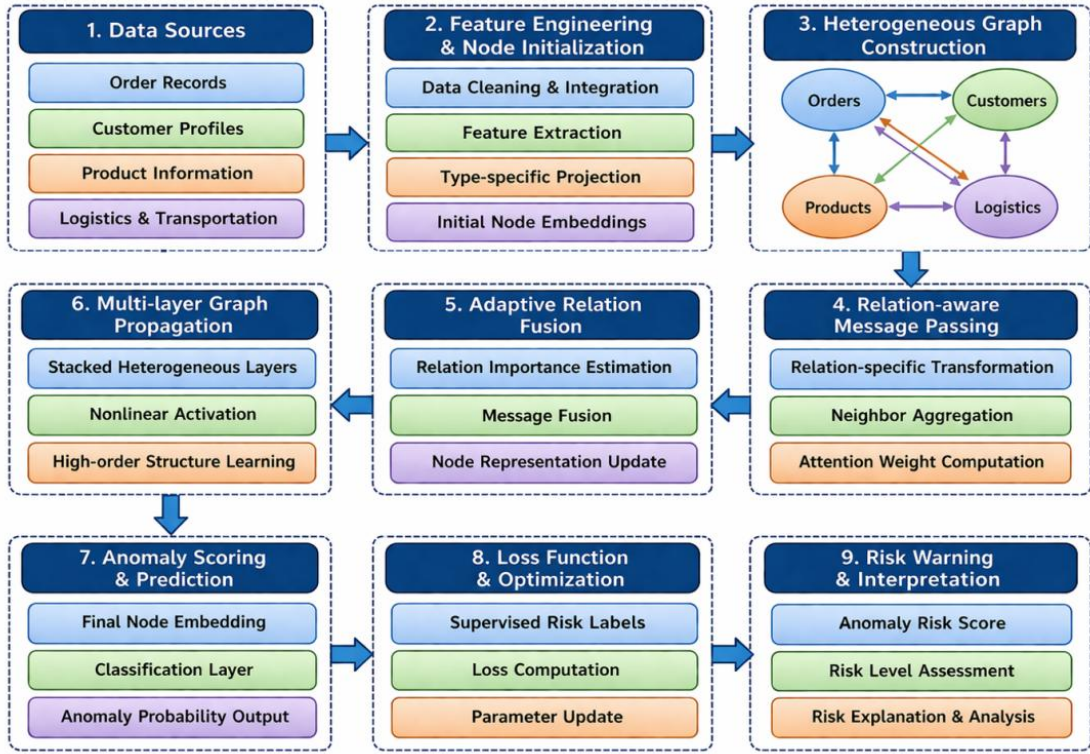 1. Data Sources
Order Records
Customer Profiles
Product Information
Logistics & Transportation
2. Feature Engineering
& Node Initialization
Data Cleaning & Integration
Feature Extraction
Type-specific Projection
Initial Node Embeddings
3. Heterogeneous Graph
Construction
Orders
Customers
Products
Logistics
4. Relation-aware
Message Passing
Relation-specific Transformation
Neighbor Aggregation
Attention Weight Computation
5. Adaptive Relation
Fusion
Relation Importance Estimation
Message Fusion
Node Representation Update
6. Multi-layer Graph
Propagation
Stacked Heterogeneous Layers
Nonlinear Activation
High-order Structure Learning
7. Anomaly Scoring
& Prediction
Final Node Embedding
Classification Layer
Anomaly Probability Output
8. Loss Function
& Optimization
Supervised Risk Labels
Loss Computation
Parameter Update
9. Risk Warning
& Interpretation
Anomaly Risk Score
Risk Level Assessment
Risk Explanation & Analysis